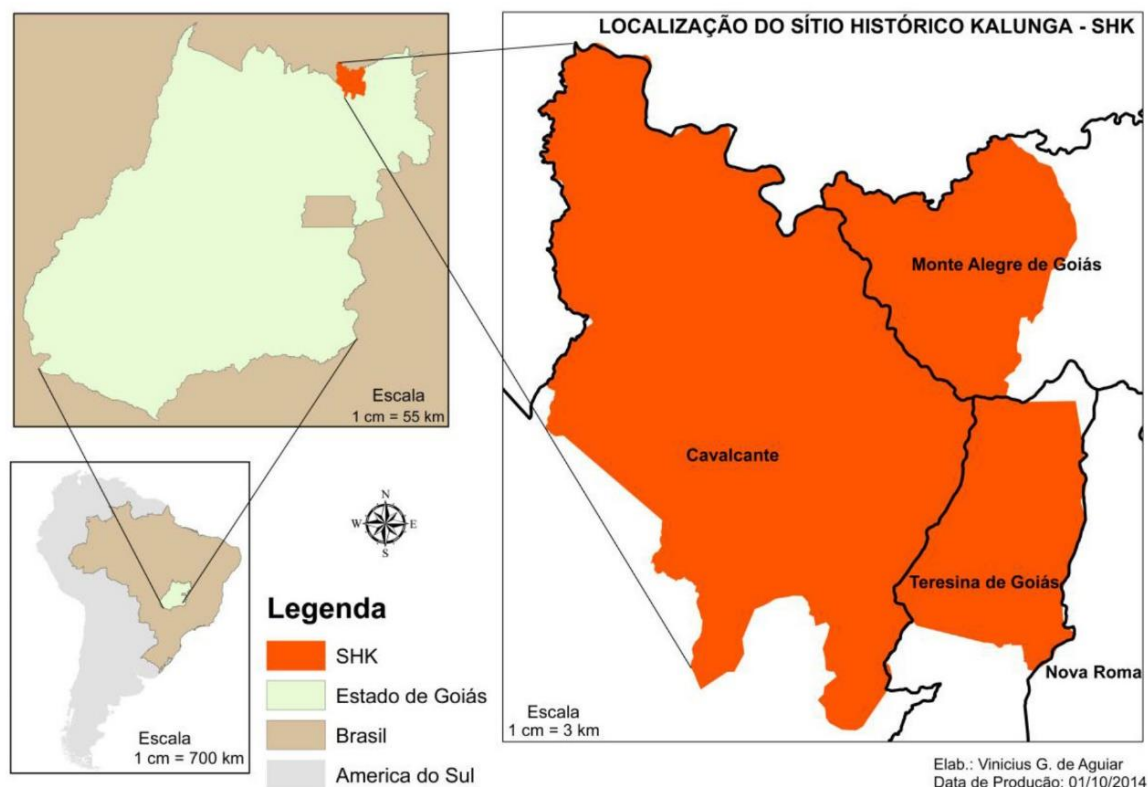 LOCALIZAÇÃO DO SÍTIO HISTÓRICO KALUNGA - SHK
Monte Alegre de Goiás
Cavalcante
Teresina de Goiás
Nova Roma
Escala
1 cm = 3 km
Escala
1 cm = 55 km
N
W
E
S
Escala
1 cm = 700 km
Legenda
SHK
Estado de Goiás
Brasil
America do Sul
Elab.: Vinicius G. de Aguiar
Data de Produção: 01/10/2014